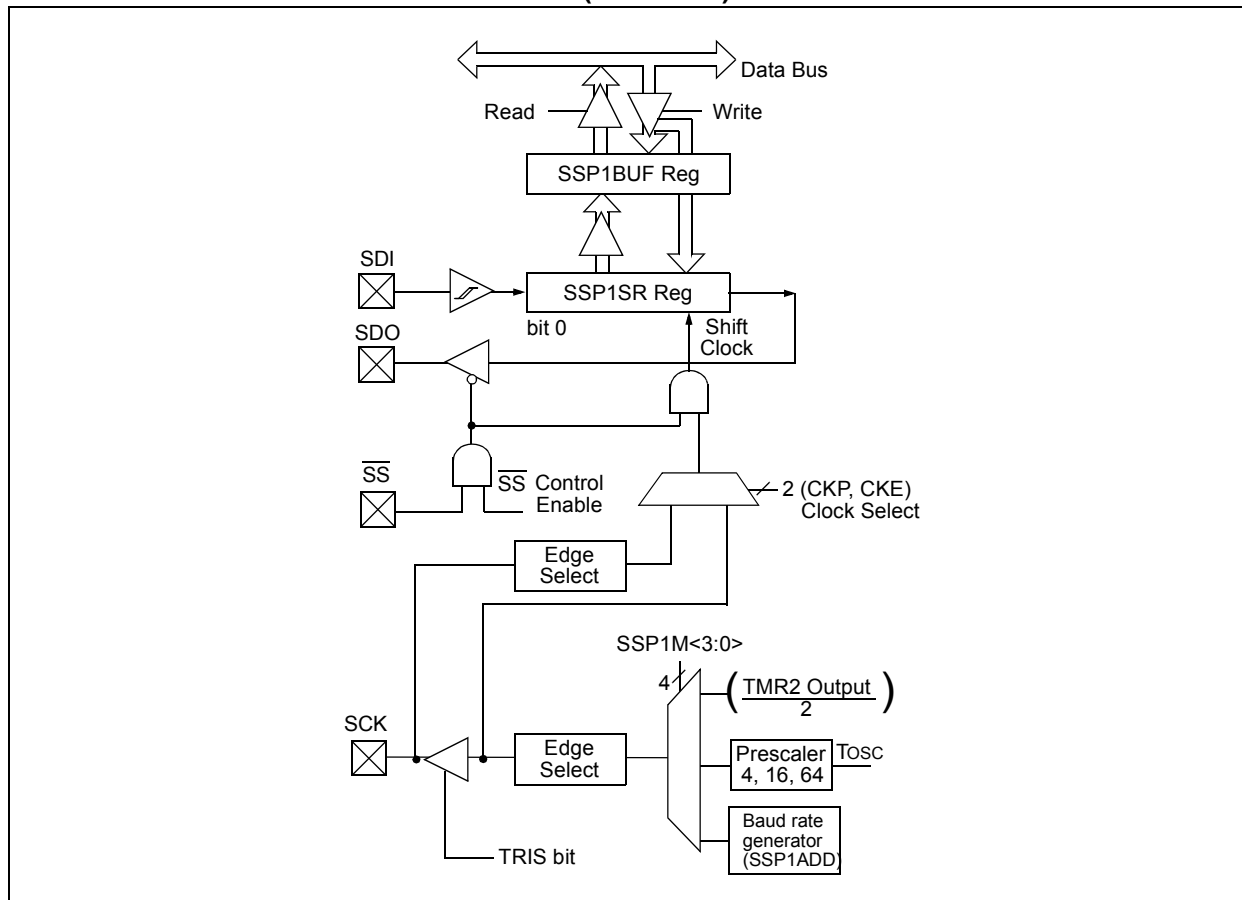 Data Bus
Read
Write
SSP1BUF Reg
SDI
SSP1SR Reg
bit 0
Shift
Clock
SDO
SS
SS Control
Enable
2 (CKP, CKE)
Clock Select
Edge
Select
SSP1M<3:0>
4
(TMR2 Output)
2
SCK
Edge
Select
Prescaler
4, 16, 64
TOSC
Baud rate
generator
(SSP1ADD)
TRIS bit